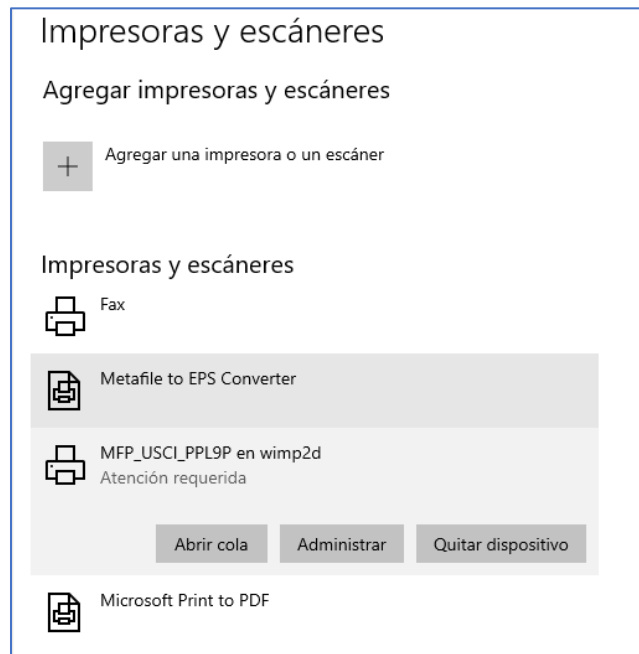 Impresoras y escáneres
Agregar impresoras y escáneres
Agregar una impresora o un escáner
Impresoras y escáneres
Fax
Metafile to EPS Converter
MFP_USCI_PPL9P en wimp2d
Atención requerida
Abrir cola Administrar Quitar dispositivo
Microsoft Print to PDF